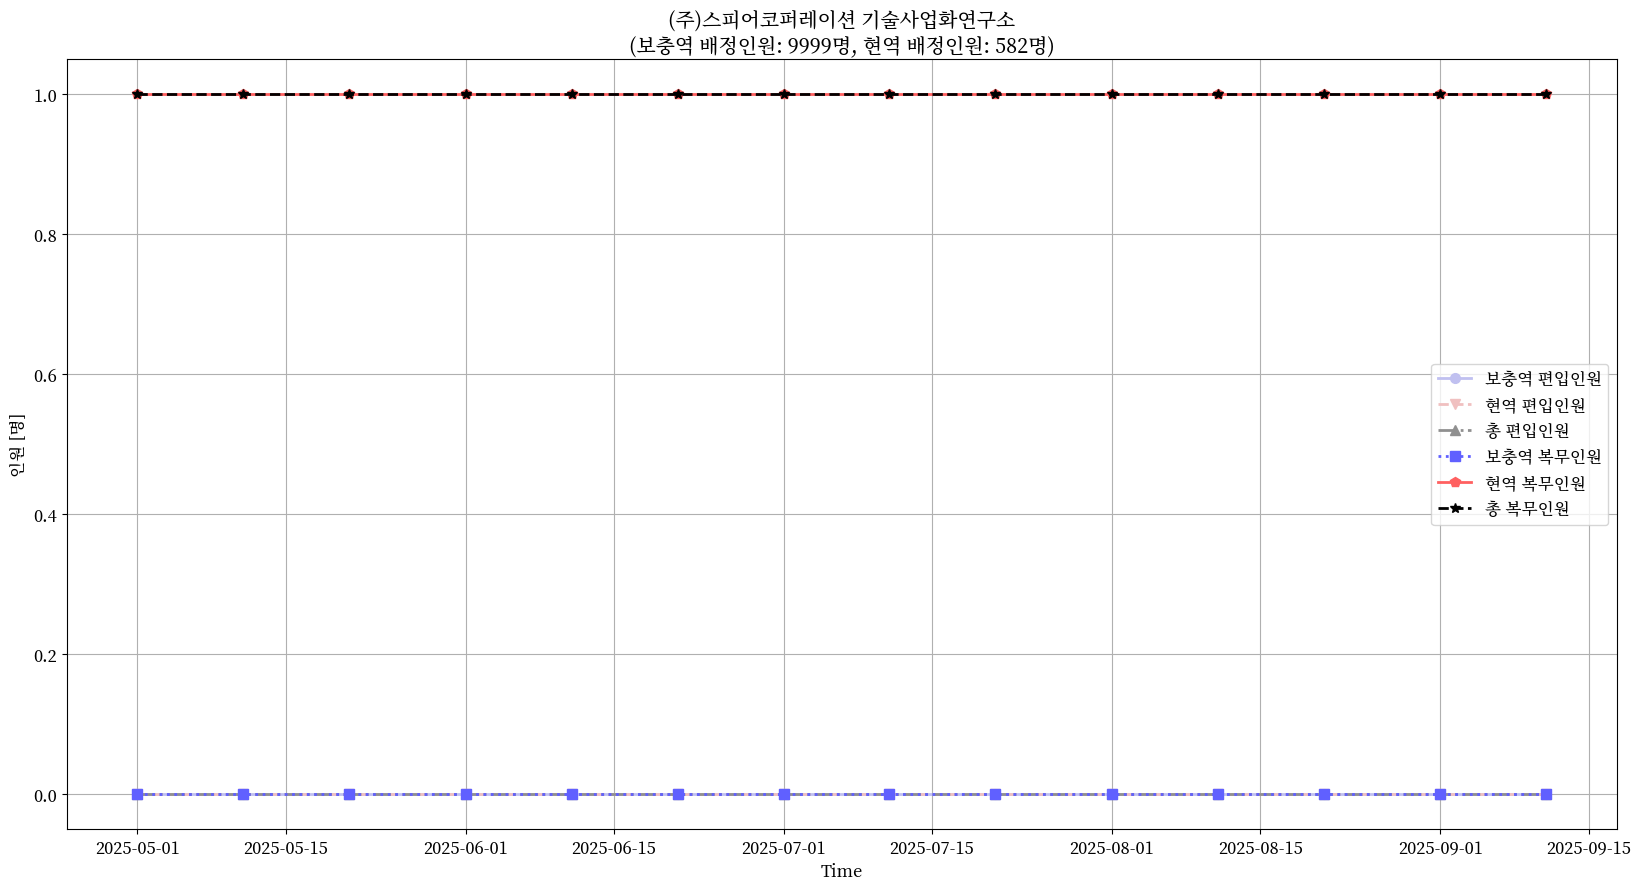 (주)스피어코퍼레이션 기술사업화연구소
(보충역 배정인원: 9999명, 현역 배정인원: 582명)
1.0
0.8
0.6
0.4
0.2
0.0
인원 [명]
보충역 편입인원
현역 편입인원
총 편입인원
보충역 복무인원
현역 복무인원
총 복무인원
2025-05-01
2025-05-15
2025-06-01
2025-06-15
2025-07-01
2025-07-15
2025-08-01
2025-08-15
2025-09-01
2025-09-15
Time